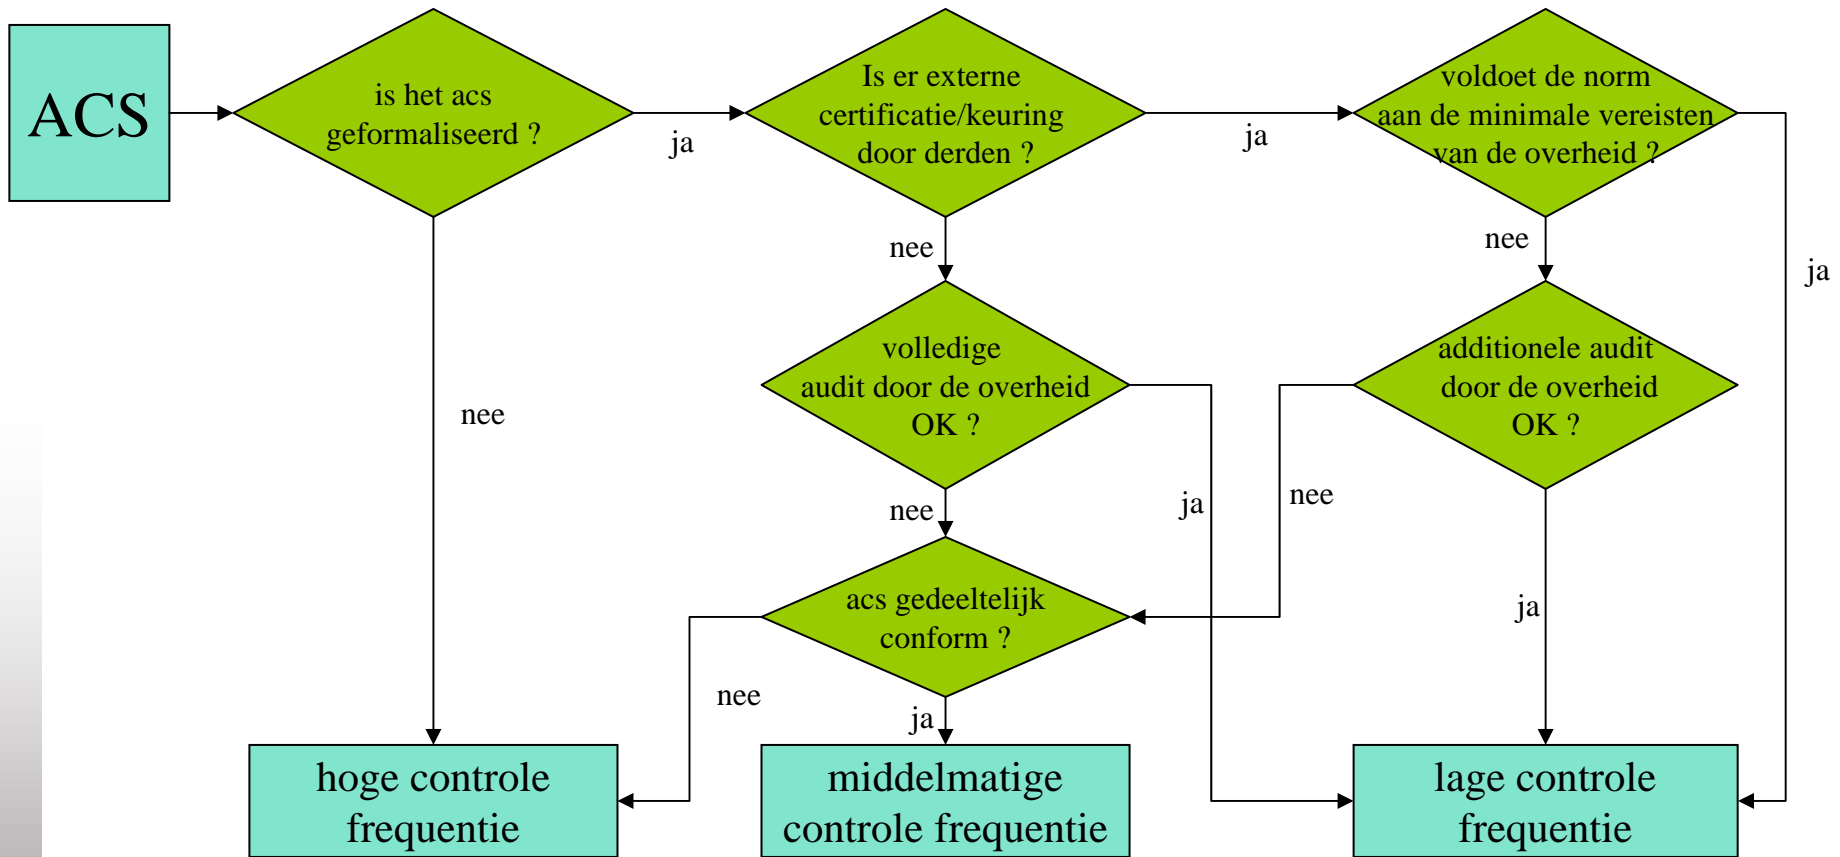 ACS
is het acs
geformaliseerd ?
ja
Is er externe
certificatie/keuring
door derden ?
ja
voldoet de norm
aan de minimale vereisten
van de overheid ?
ja
nee
nee
nee
volledige
audit door de overheid
OK ?
additionele audit
door de overheid
OK ?
nee
ja
nee
acs gedeeltelijk
conform ?
ja
nee
ja
hoge controle
frequentie
middelmatige
controle frequentie
lage controle
frequentie